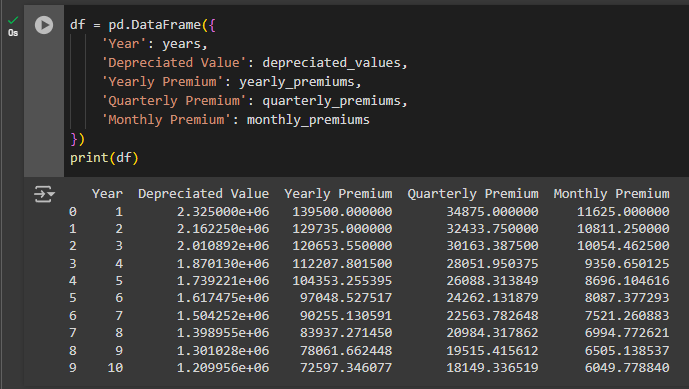 0s
df = pd.DataFrame({
'Year': years,
'Depreciated Value': depreciated_values,
'Yearly Premium': yearly_premiums,
'Quarterly Premium': quarterly_premiums,
'Monthly Premium': monthly_premiums
})
print(df)
Year Depreciated Value Yearly Premium Quarterly Premium Monthly Premium
0 1 2.325000e+06 139500.000000 34875.000000 11625.000000
1 2 2.162250e+06 129735.000000 32433.750000 10811.250000
2 3 2.010892e+06 120653.550000 30163.387500 10054.462500
3 4 1.870130e+06 112207.801500 28051.950375 9350.650125
4 5 1.739221e+06 104353.255395 26088.313849 8696.104616
5 6 1.617475e+06 97048.527517 24262.131879 8087.377293
6 7 1.504252e+06 90255.130591 22563.782648 7521.260883
7 8 1.398955e+06 83937.271450 20984.317862 6994.772621
8 9 1.301028e+06 78061.662448 19515.415612 6505.138537
9 10 1.209956e+06 72597.346077 18149.336519 6049.778840